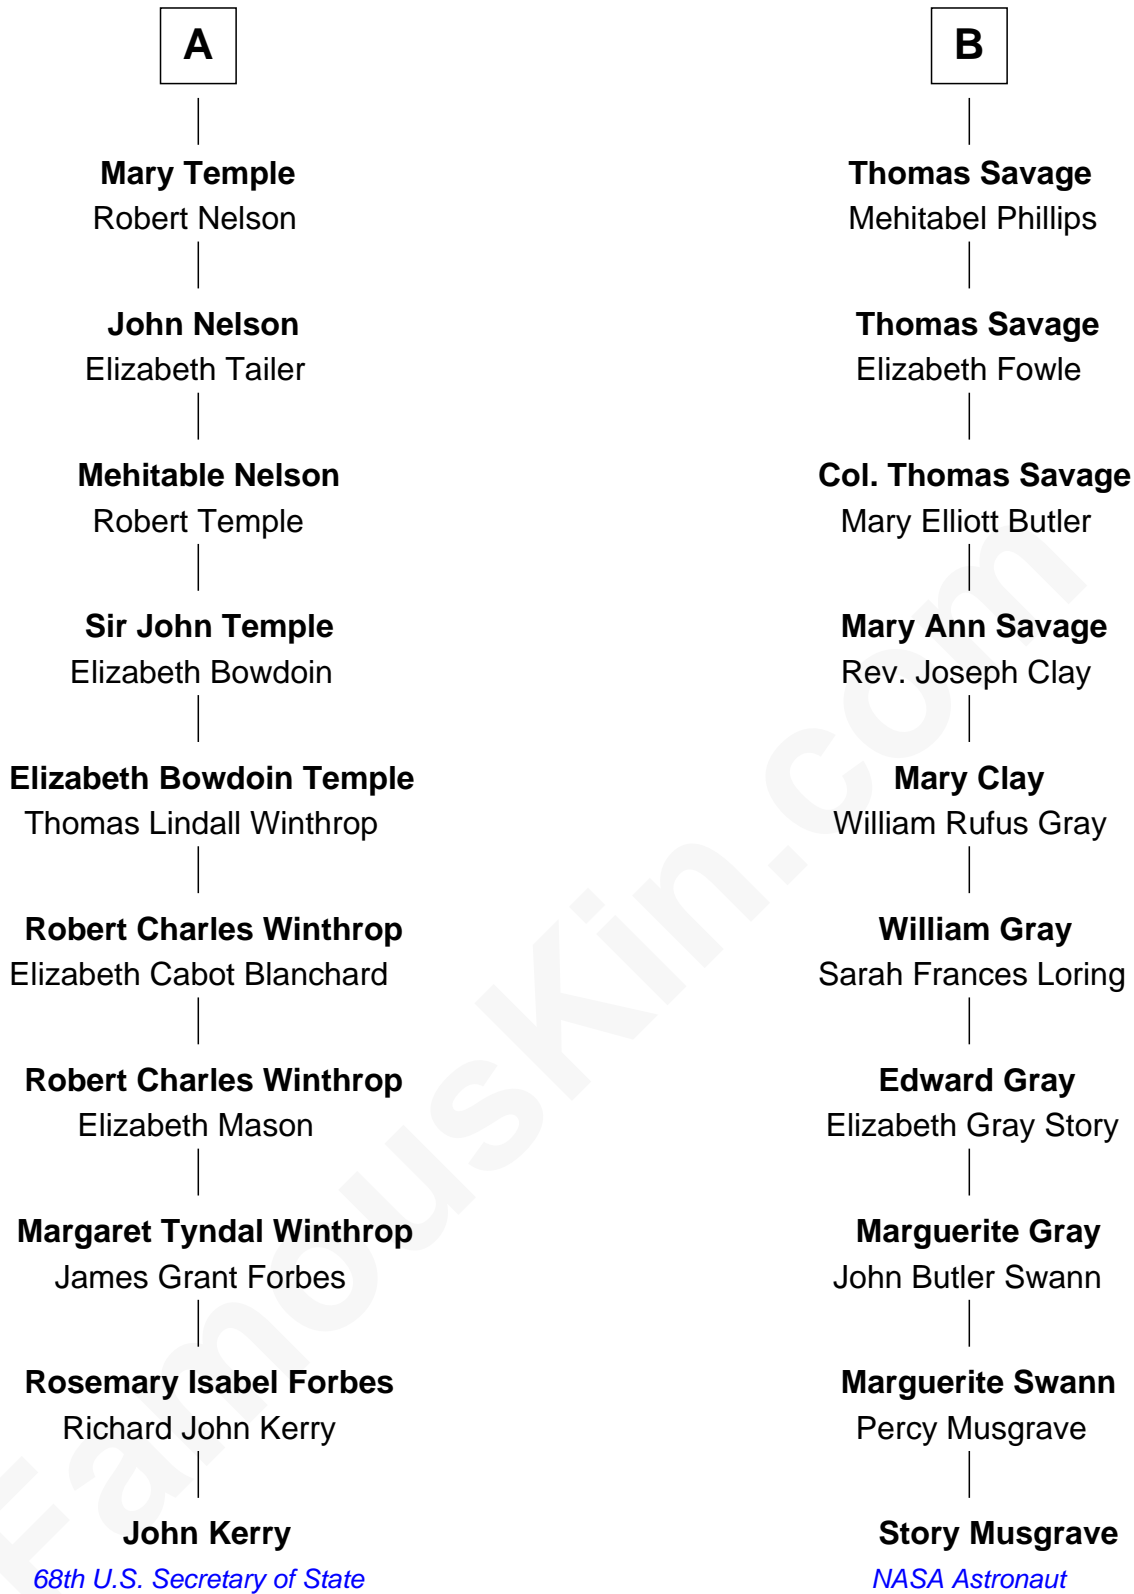 A
Mary Temple
Robert Nelson
John Nelson
Elizabeth Tailer
Mehitable Nelson
Robert Temple
Sir John Temple
Elizabeth Bowdoin
Elizabeth Bowdoin Temple
Thomas Lindall Winthrop
Robert Charles Winthrop
Elizabeth Cabot Blanchard
Robert Charles Winthrop
Elizabeth Mason
Margaret Tyndal Winthrop
James Grant Forbes
Rosemary Isabel Forbes
Richard John Kerry
John Kerry
68th U.S. Secretary of State
B
Thomas Savage
Mehitabel Phillips
Thomas Savage
Elizabeth Fowle
Col. Thomas Savage
Mary Elliott Butler
Mary Ann Savage
Rev. Joseph Clay
Mary Clay
William Rufus Gray
William Gray
Sarah Frances Loring
Edward Gray
Elizabeth Gray Story
Marguerite Gray
John Butler Swann
Marguerite Swann
Percy Musgrave
Story Musgrave
NASA Astronaut
FamousKin.com